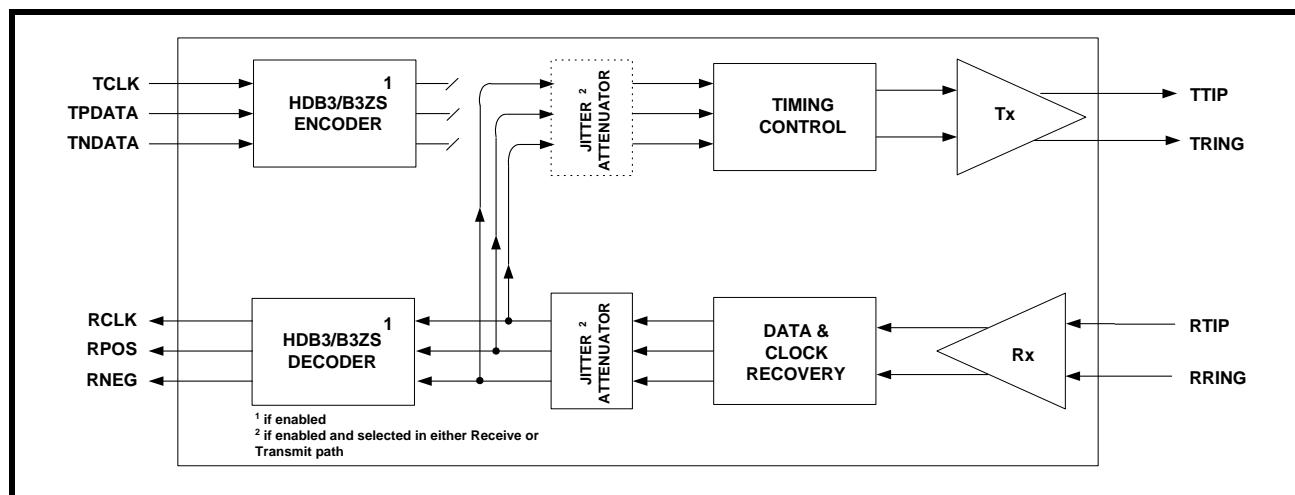 TCLK
TPDATA
TNDATA
1
HDB3/B3ZS
ENCODER
JITTER 2
ATTENUATOR
TIMING
CONTROL
Tx
TTIP
TRING
RCLK
RPOS
RNEG
1
HDB3/B3ZS
DECODER
JITTER 2
ATTENUATOR
DATA &
CLOCK
RECOVERY
Rx
RTIP
RRING
1 if enabled
2 if enabled and selected in either Receive or
Transmit path